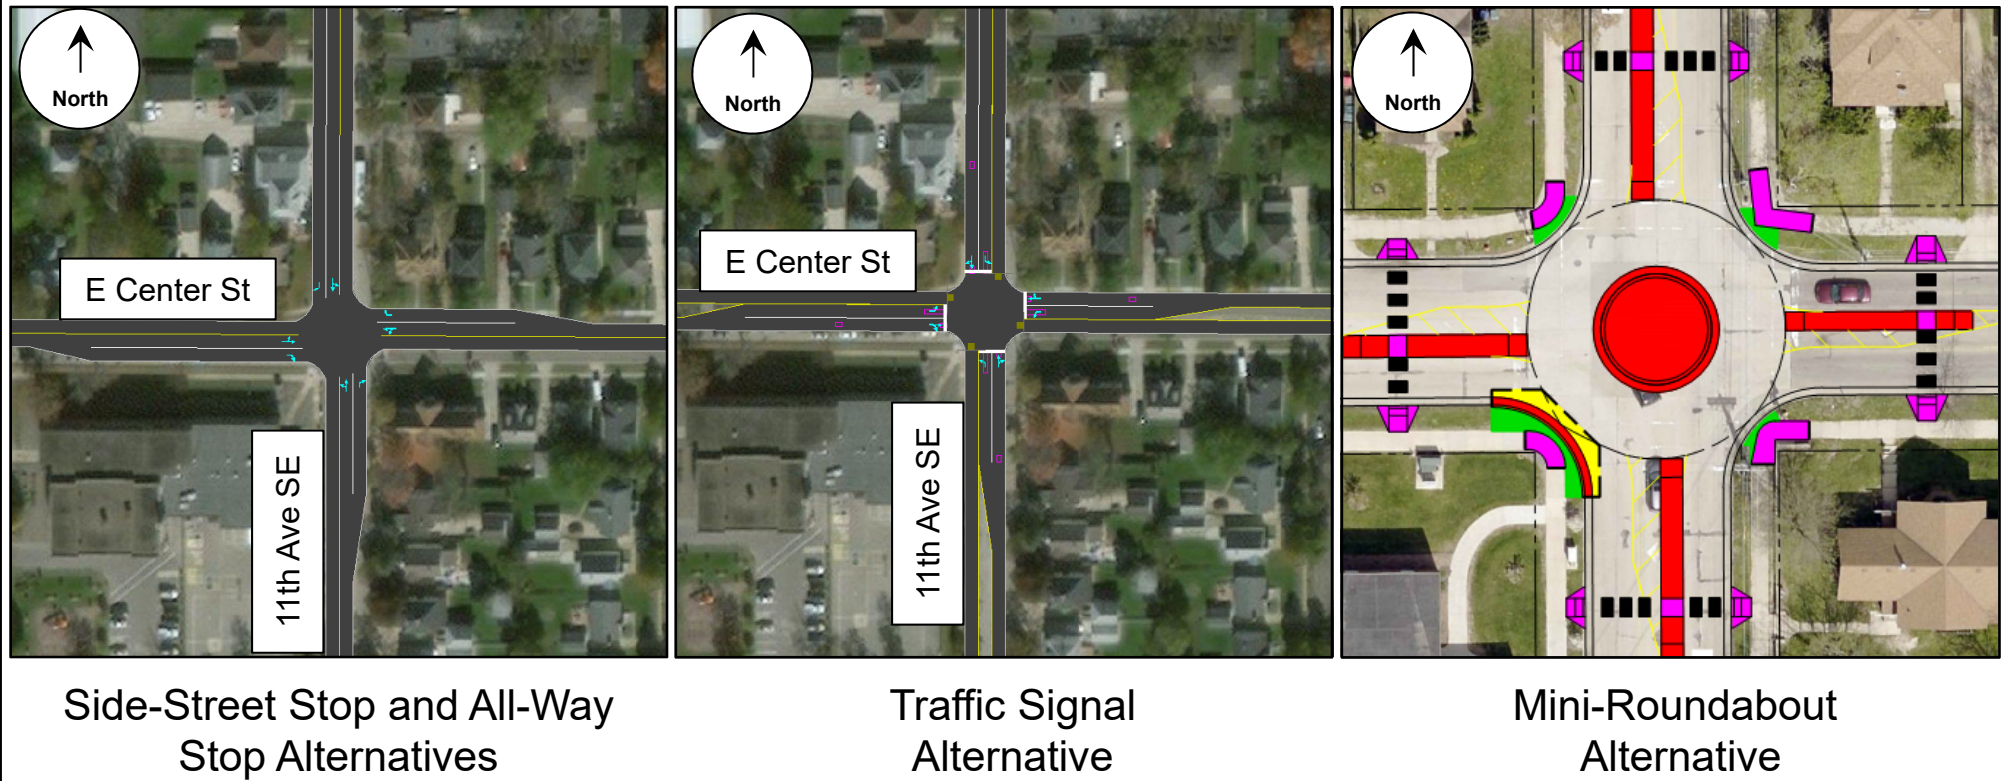 North
E Center St
11th Ave SE
North
E Center St
11th Ave SE
North
Side-Street Stop and All-Way
Stop Alternatives
Traffic Signal
Alternative
Mini-Roundabout
Alternative